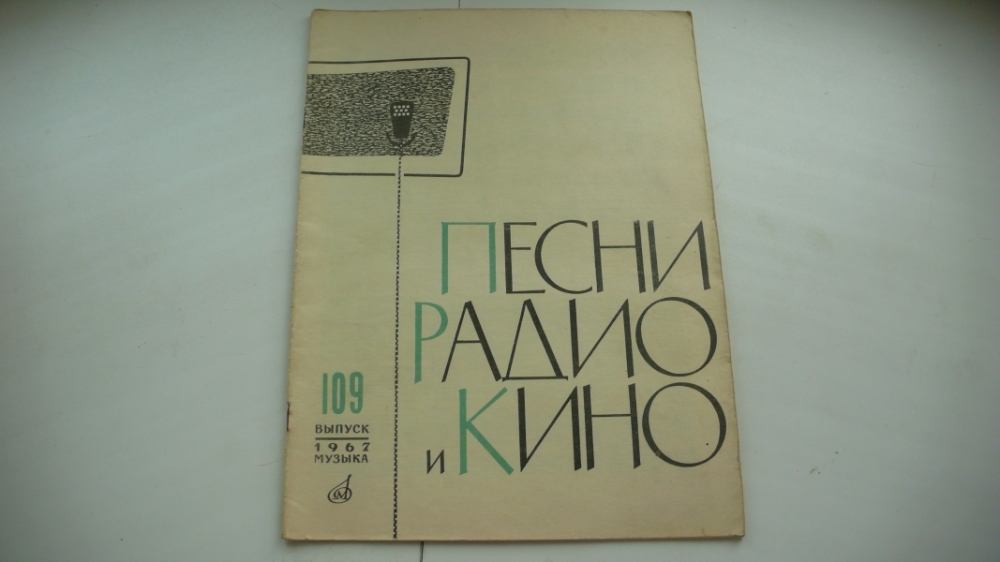 ПЕСНИ
РАДИО
и КИНО
109
ВЫПУСК
1967
МУЗЫКА